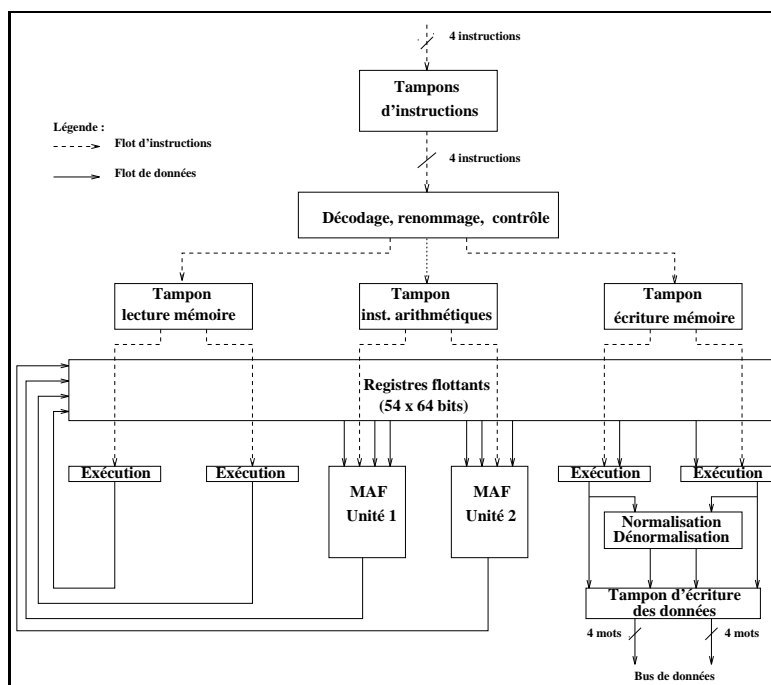 4 instructions
Tampons
d'instructions
Légende :
Flot d'instructions
4 instructions
Flot de données
Décodage, renommage, contrôle
Tampon
lecture mémoire
Tampon
inst. arithmétiques
Tampon
écriture mémoire
Registres flottants
(54 x 64 bits)
Exécution
Exécution
MAF
Unité 1
MAF
Unité 2
Exécution
Exécution
Normalisation
Dénormalisation
Tampon d'écriture
des données
4 mots
4 mots
Bus de données